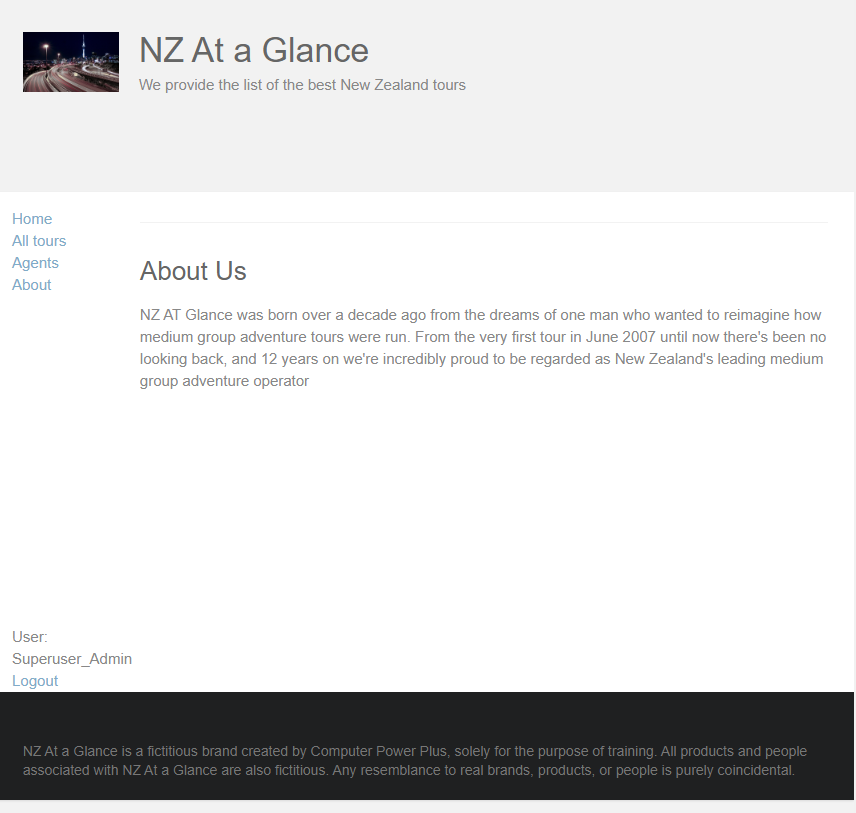 NZ At a Glance
We provide the list of the best New Zealand tours
Home
All tours
Agents
About
About Us
NZ AT Glance was born over a decade ago from the dreams of one man who wanted to reimagine how
medium group adventure tours were run. From the very first tour in June 2007 until now there's been no
looking back, and 12 years on we're incredibly proud to be regarded as New Zealand's leading medium
group adventure operator
User:
Superuser_Admin
Logout
NZ At a Glance is a fictitious brand created by Computer Power Plus, solely for the purpose of training. All products and people
associated with NZ At a Glance are also fictitious. Any resemblance to real brands, products, or people is purely coincidental.